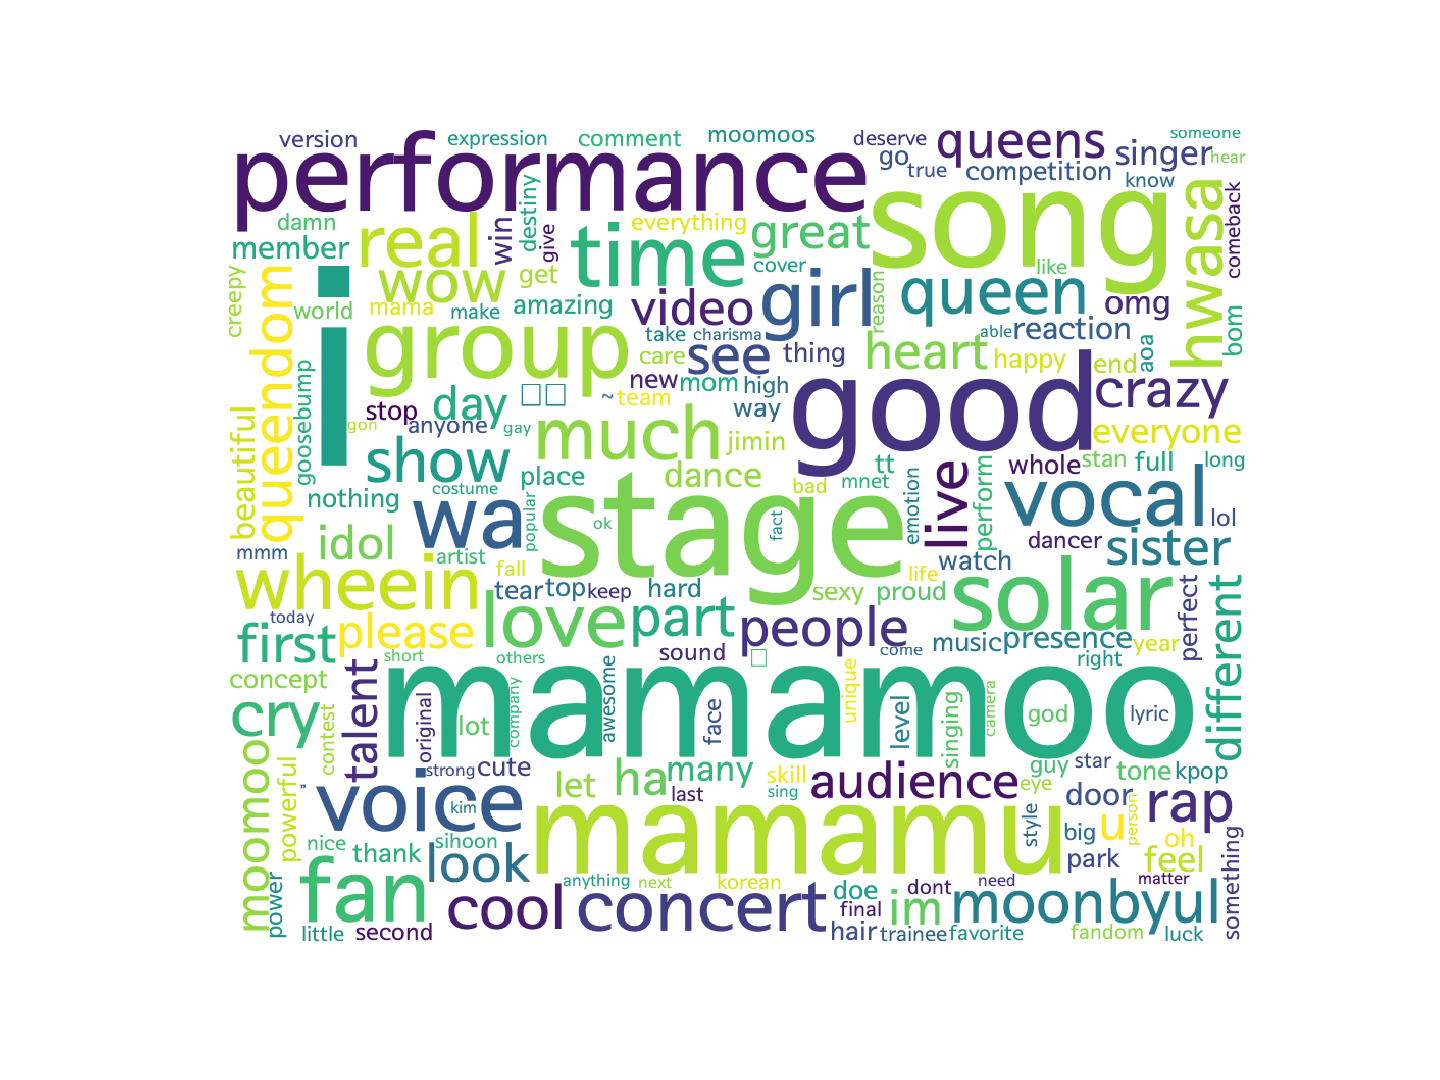 version expression comment moomoos deserve queens someone
performance go true competition singer hear
know
damn destiny everything song hwasa comeback
member real win give time great
creepy queendom wow get cover like
world mama make amazing video girl reason queen omg bom
i group take charisma able reaction
see thing heart happy end aoa
care
goosebump new mom high good crazy
stop day ~ team way
beautiful gon anyone gay much jimin everyone
show place dance tt whole stan full long
nothing costume bad mnet emotion live perform vocal
wa popular stage fact lol
idol ok dancer sister
mmm artist watch
wheein fall tear top keep hard life solar different
love part sexy proud
today people perfect
first please music presence year
sound come
concept talent short others mamamoo right
cry original lot company awesome face unique level singing camera god lyric
moomoo powerful contest strong cute ha many skill audience guy star tone kpop
let last sing eye
voice kim mamamu style door person rap
nice sihoon big u oh
thank look park feel something
power fan anything next korean doe dont need matter
cool concert final im moonbyul
little second hair trainee favorite fandom luck